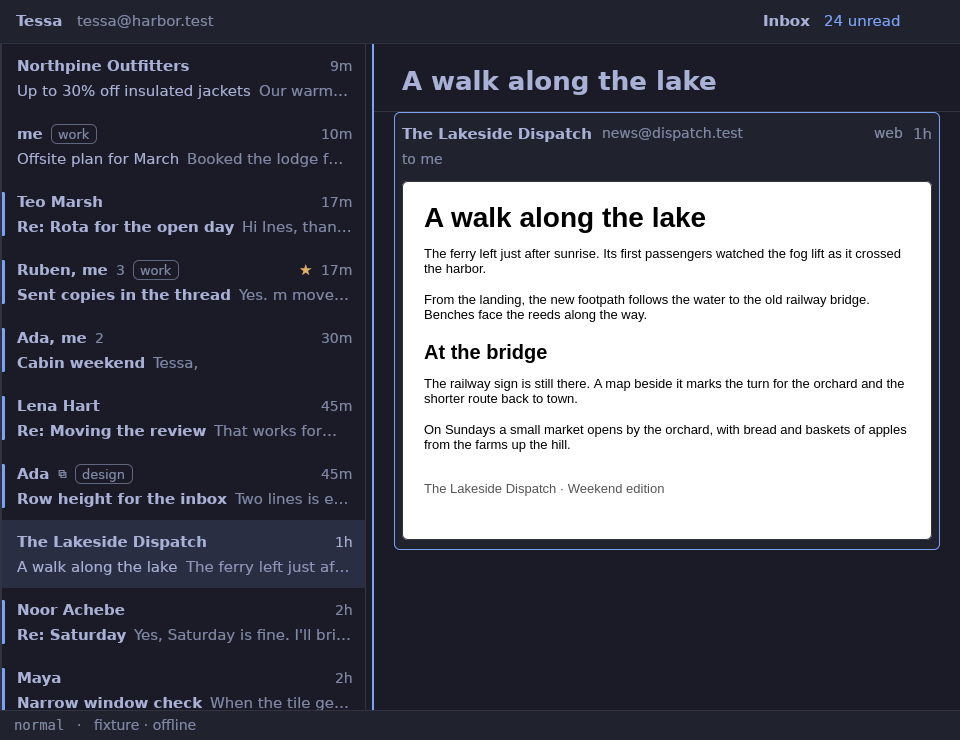 Tessa tessa@harbor.test Inbox 24 unread
Northpine Outfitters 9m
Up to 30% off insulated jackets Our warm…
me work 10m
Offsite plan for March Booked the lodge f…
Teo Marsh 17m
Re: Rota for the open day Hi Ines, than…
Ruben, me 3 work ★ 17m
Sent copies in the thread Yes. m move…
Ada, me 2 30m
Cabin weekend Tessa,
Lena Hart 45m
Re: Moving the review That works for…
Ada design 45m
Row height for the inbox Two lines is e…
The Lakeside Dispatch 1h
A walk along the lake The ferry left just af…
Noor Achebe 2h
Re: Saturday Yes, Saturday is fine. I'll bri…
Maya 2h
Narrow window check When the tile ge…
A walk along the lake
The Lakeside Dispatch news@dispatch.test web 1h
to me
A walk along the lake
The ferry left just after sunrise. Its first passengers watched the fog lift as it crossed
the harbor.
From the landing, the new footpath follows the water to the old railway bridge.
Benches face the reeds along the way.
At the bridge
The railway sign is still there. A map beside it marks the turn for the orchard and the
shorter route back to town.
On Sundays a small market opens by the orchard, with bread and baskets of apples
from the farms up the hill.
The Lakeside Dispatch · Weekend edition
normal · fixture · offline